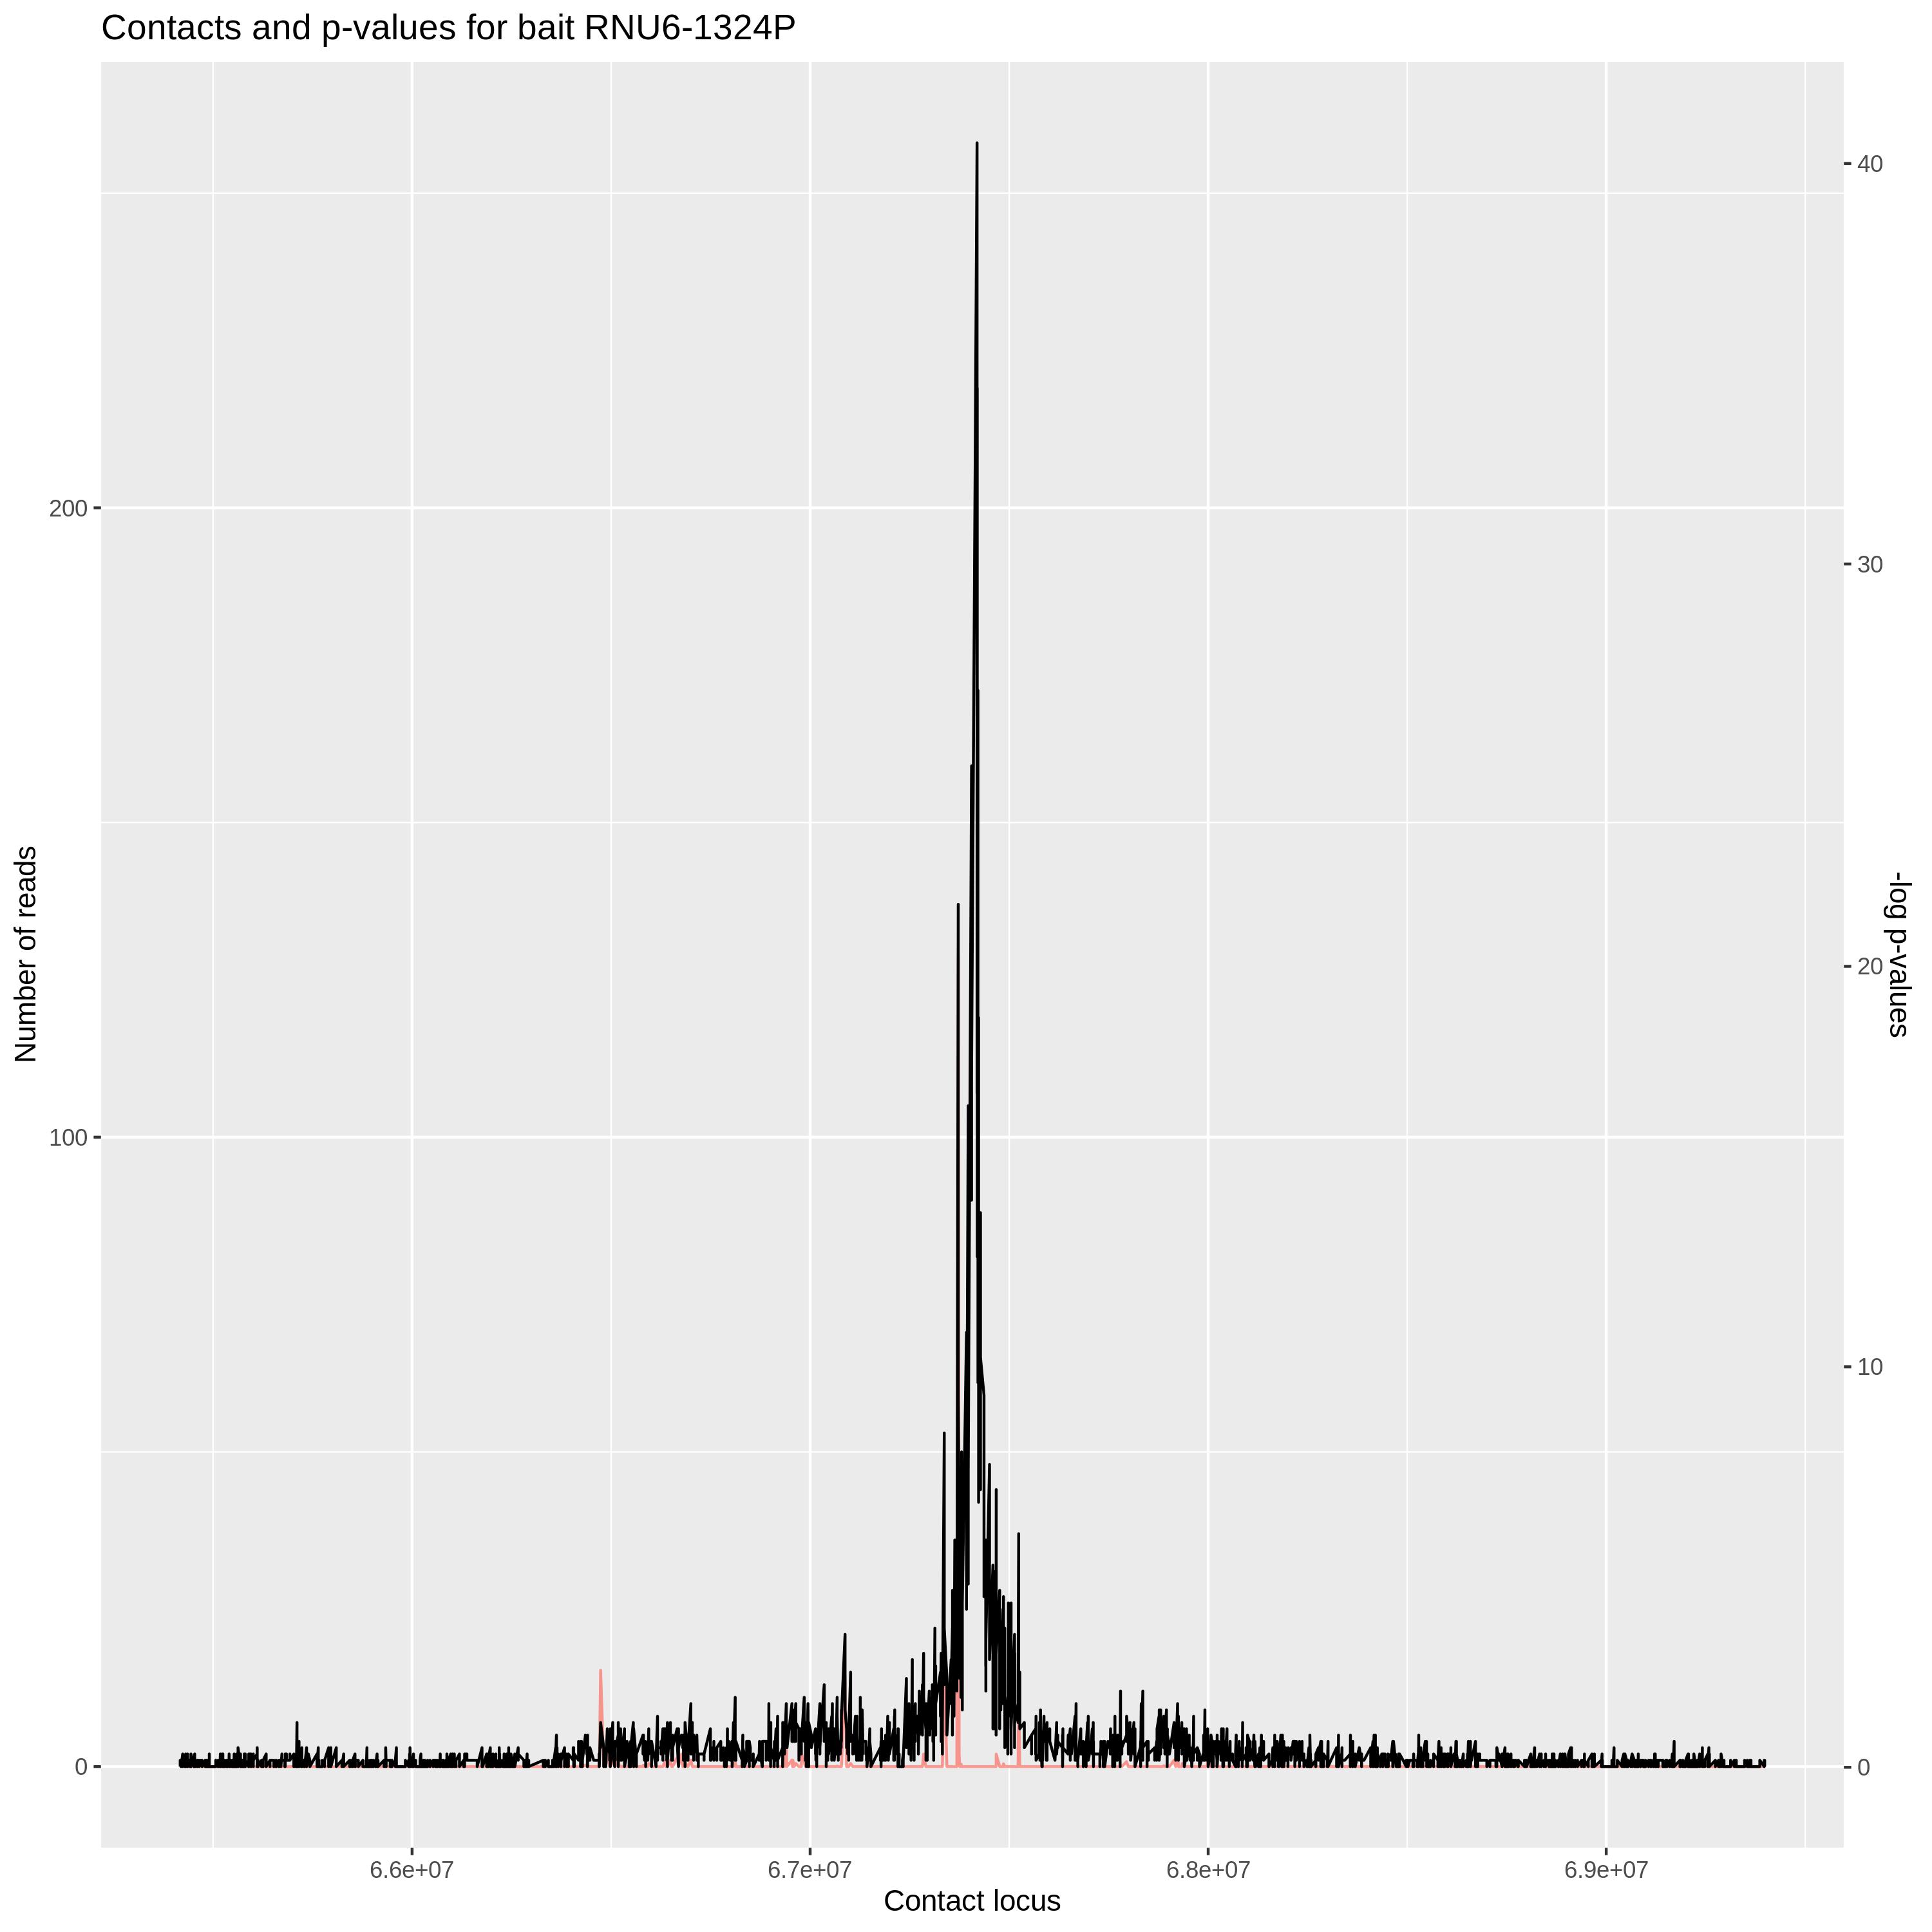 Contacts and p-values for bait RNU6-1324P
Number of reads
200
100
0
40
30
20
10
0
-log p-values
6.6e+07 6.7e+07 6.8e+07 6.9e+07
Contact locus